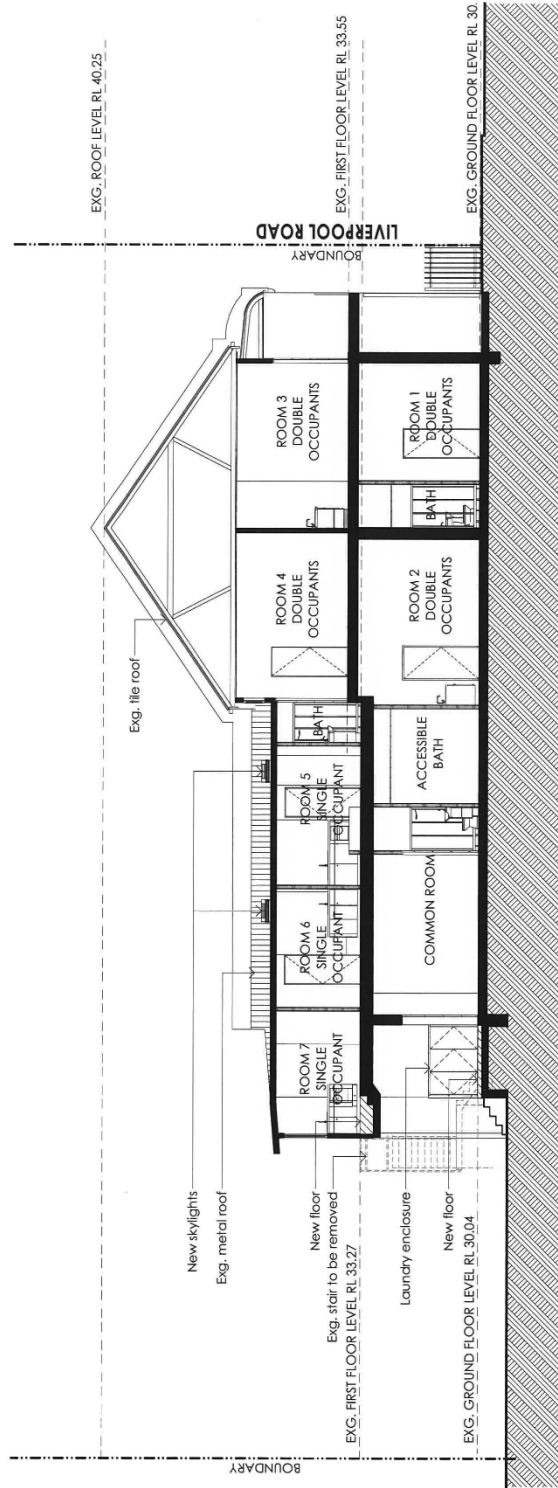 EXG. ROOF LEVEL RL 40.25
EXG. FIRST FLOOR LEVEL RL 33.55
EXG. GROUND FLOOR LEVEL RL 30.
LIVERPOOL ROAD
BOUNDARY
Exg. tile roof
New skylights
Exg. metal roof
ROOM 3
DOUBLE
OCCUPANTS
ROOM 4
DOUBLE
OCCUPANTS
BATH
ROOM 5
SINGLE
OCCUPANT
ROOM 6
SINGLE
OCCUPANT
ROOM 7
SINGLE
OCCUPANT
ROOM 1
DOUBLE
OCCUPANTS
BATH
ROOM 2
DOUBLE
OCCUPANTS
ACCESSIBLE
BATH
COMMON ROOM
New floor
Exg. stair to be removed
EXG. FIRST FLOOR LEVEL RL 33.27
Laundry enclosure
New floor
EXG. GROUND FLOOR LEVEL RL 30.04
BOUNDARY